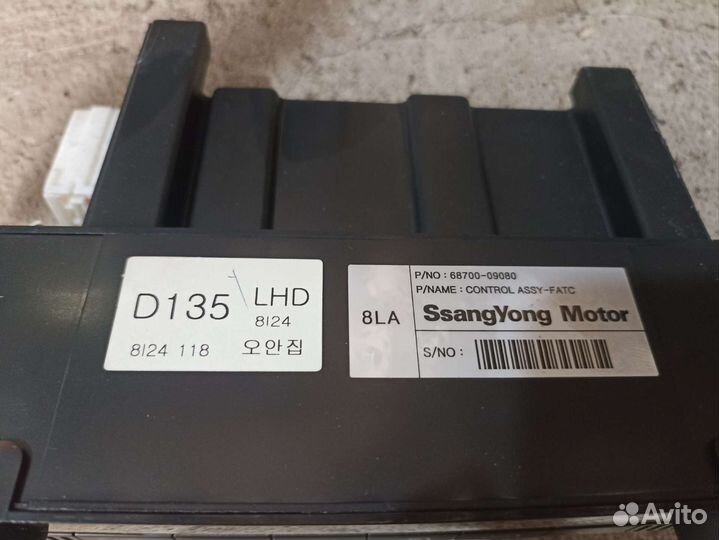 D135
LHD
8I24
8I24 118 오안집
8LA
P/NO : 68700-09080
P/NAME : CONTROL ASSY-FATC
SsangYong Motor
S/NO :
Avito